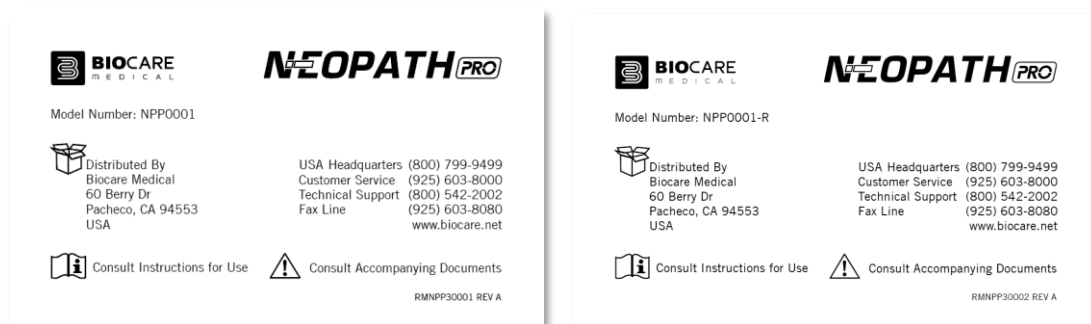 BIOCARE
MEDICAL
NEOPATH PRO
Model Number: NPP0001
Distributed By
Biocare Medical
60 Berry Dr
Pacheco, CA 94553
USA
USA Headquarters (800) 799-9499
Customer Service (925) 603-8000
Technical Support (800) 542-2002
Fax Line (925) 603-8080
www.biocare.net
Consult Instructions for Use
Consult Accompanying Documents
RMNPP30001 REV A
BIOCARE
MEDICAL
NEOPATH PRO
Model Number: NPP0001-R
Distributed By
Biocare Medical
60 Berry Dr
Pacheco, CA 94553
USA
USA Headquarters (800) 799-9499
Customer Service (925) 603-8000
Technical Support (800) 542-2002
Fax Line (925) 603-8080
www.biocare.net
Consult Instructions for Use
Consult Accompanying Documents
RMNPP30002 REV A